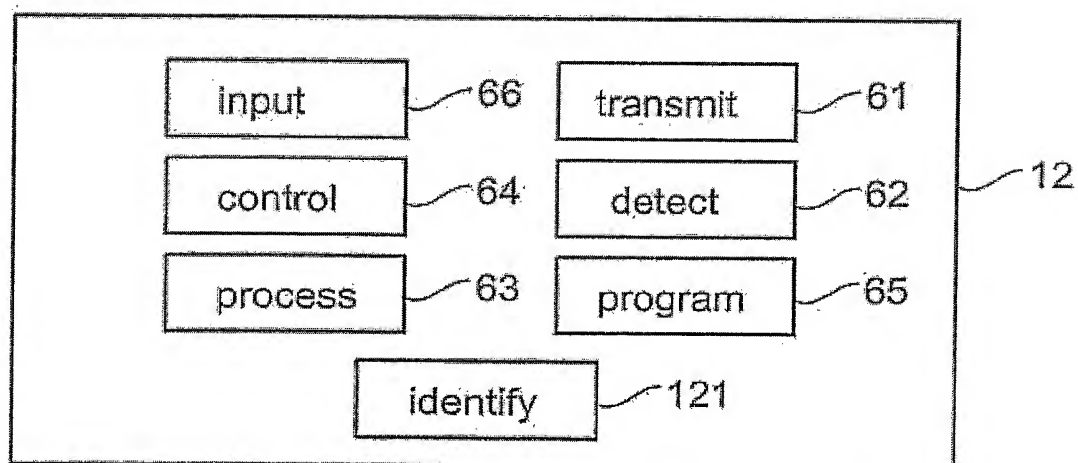 input 66 transmit 61
control 64 detect 62 12
process 63 program 65
identify 121